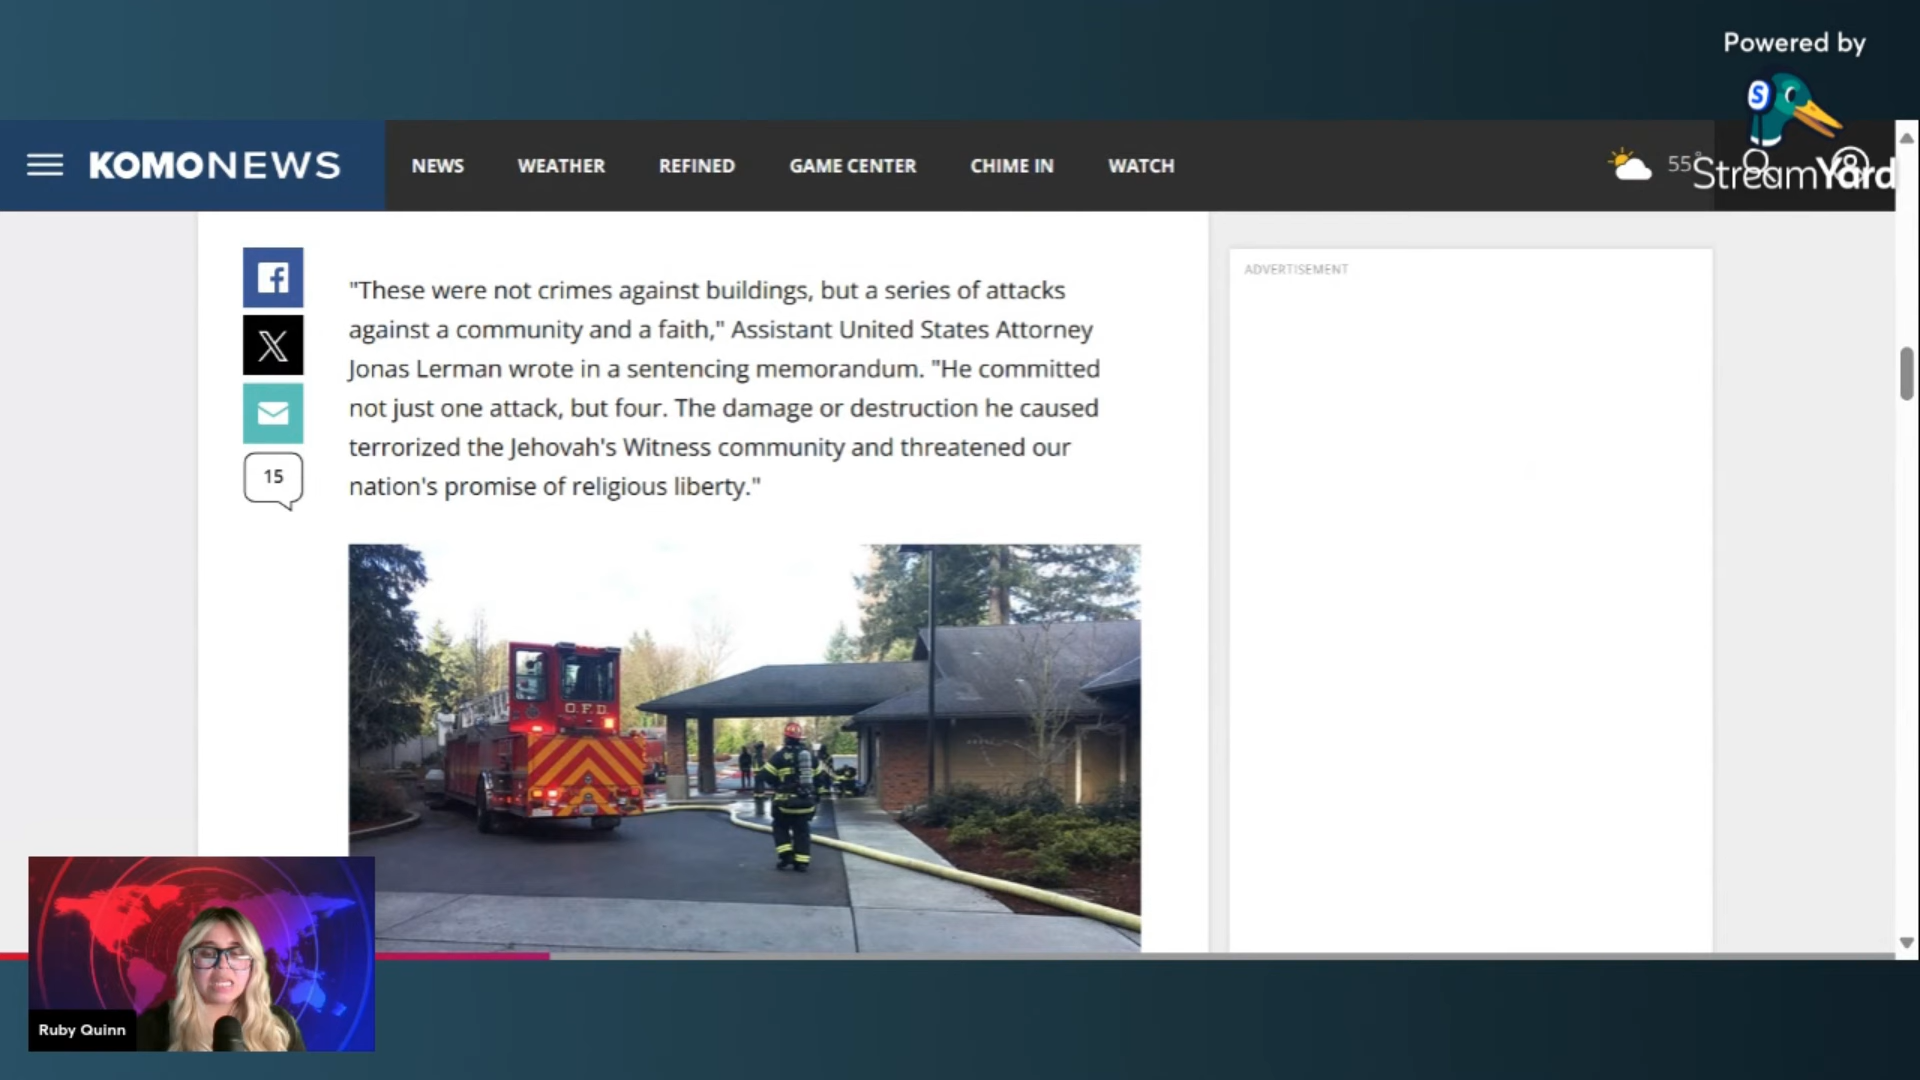 Powered by
S
StreamYard
KOMONEWS
NEWS
WEATHER
REFINED
GAME CENTER
CHIME IN
WATCH
55°
ADVERTISEMENT
"These were not crimes against buildings, but a series of attacks
against a community and a faith," Assistant United States Attorney
Jonas Lerman wrote in a sentencing memorandum. "He committed
not just one attack, but four. The damage or destruction he caused
terrorized the Jehovah's Witness community and threatened our
nation's promise of religious liberty."
15
O.F.D.
Ruby Quinn